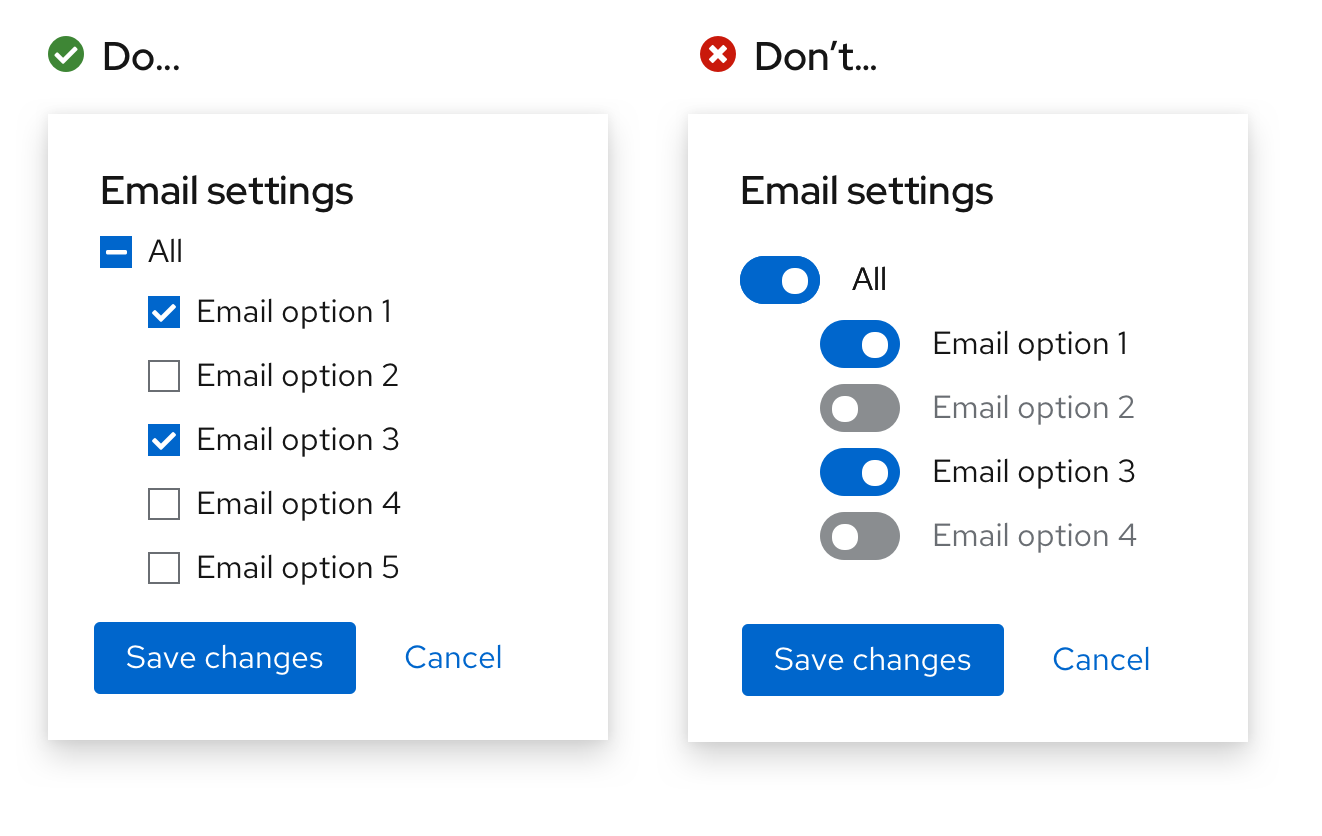 Do...
Email settings
All
Email option 1
Email option 2
Email option 3
Email option 4
Email option 5
Save changes
Cancel
Don’t...
Email settings
All
Email option 1
Email option 2
Email option 3
Email option 4
Save changes
Cancel